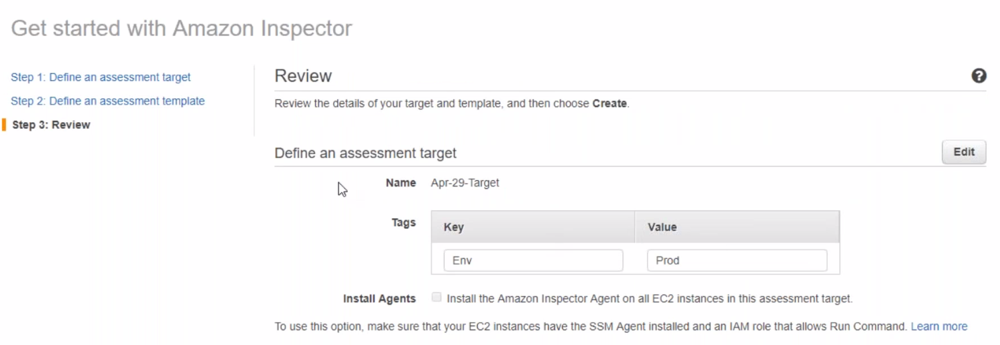 Get started with Amazon Inspector
Step 1: Define an assessment target
Step 2: Define an assessment template
Step 3: Review
Review
?
Review the details of your target and template, and then choose Create.
Define an assessment target
Edit
Name Apr-29-Target
Tags
Key Value
Env Prod
Install Agents Install the Amazon Inspector Agent on all EC2 instances in this assessment target.
To use this option, make sure that your EC2 instances have the SSM Agent installed and an IAM role that allows Run Command. Learn more